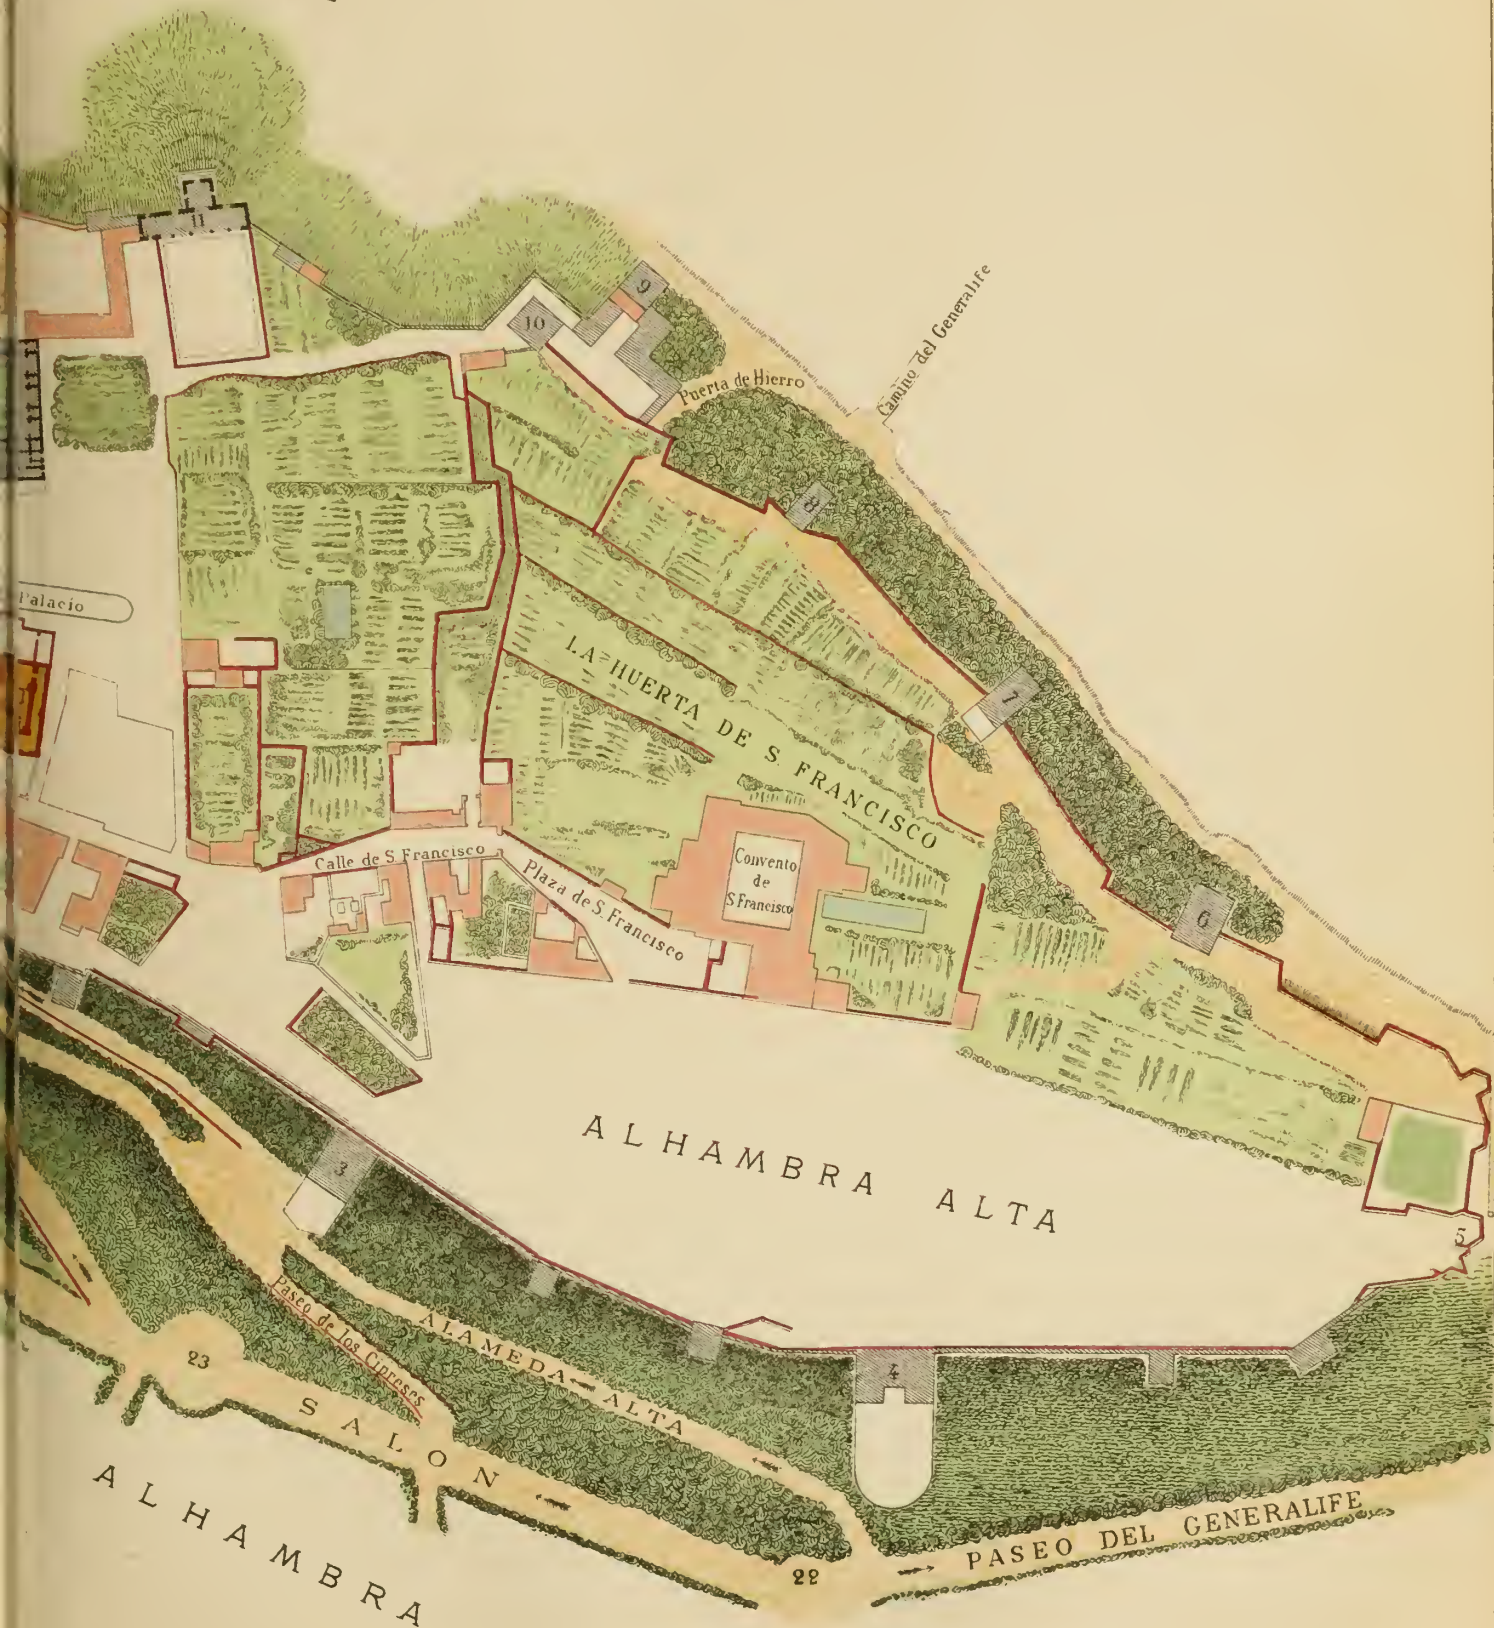 11
9
10
Camino del Generalife
Puerta de Hierro
8
Palacio
LA HUERTA DE S. FRANCISCO
7
Convento
de
S Francisco
Calle de S. Francisco
Plaza de S. Francisco
6
ALHAMBRA ALTA
3
5
Paseo de los Cipreses
ALAMEDA ALTA
4
23
SALON
PASEO DEL GENERALIFE
22
ALHAMBRA